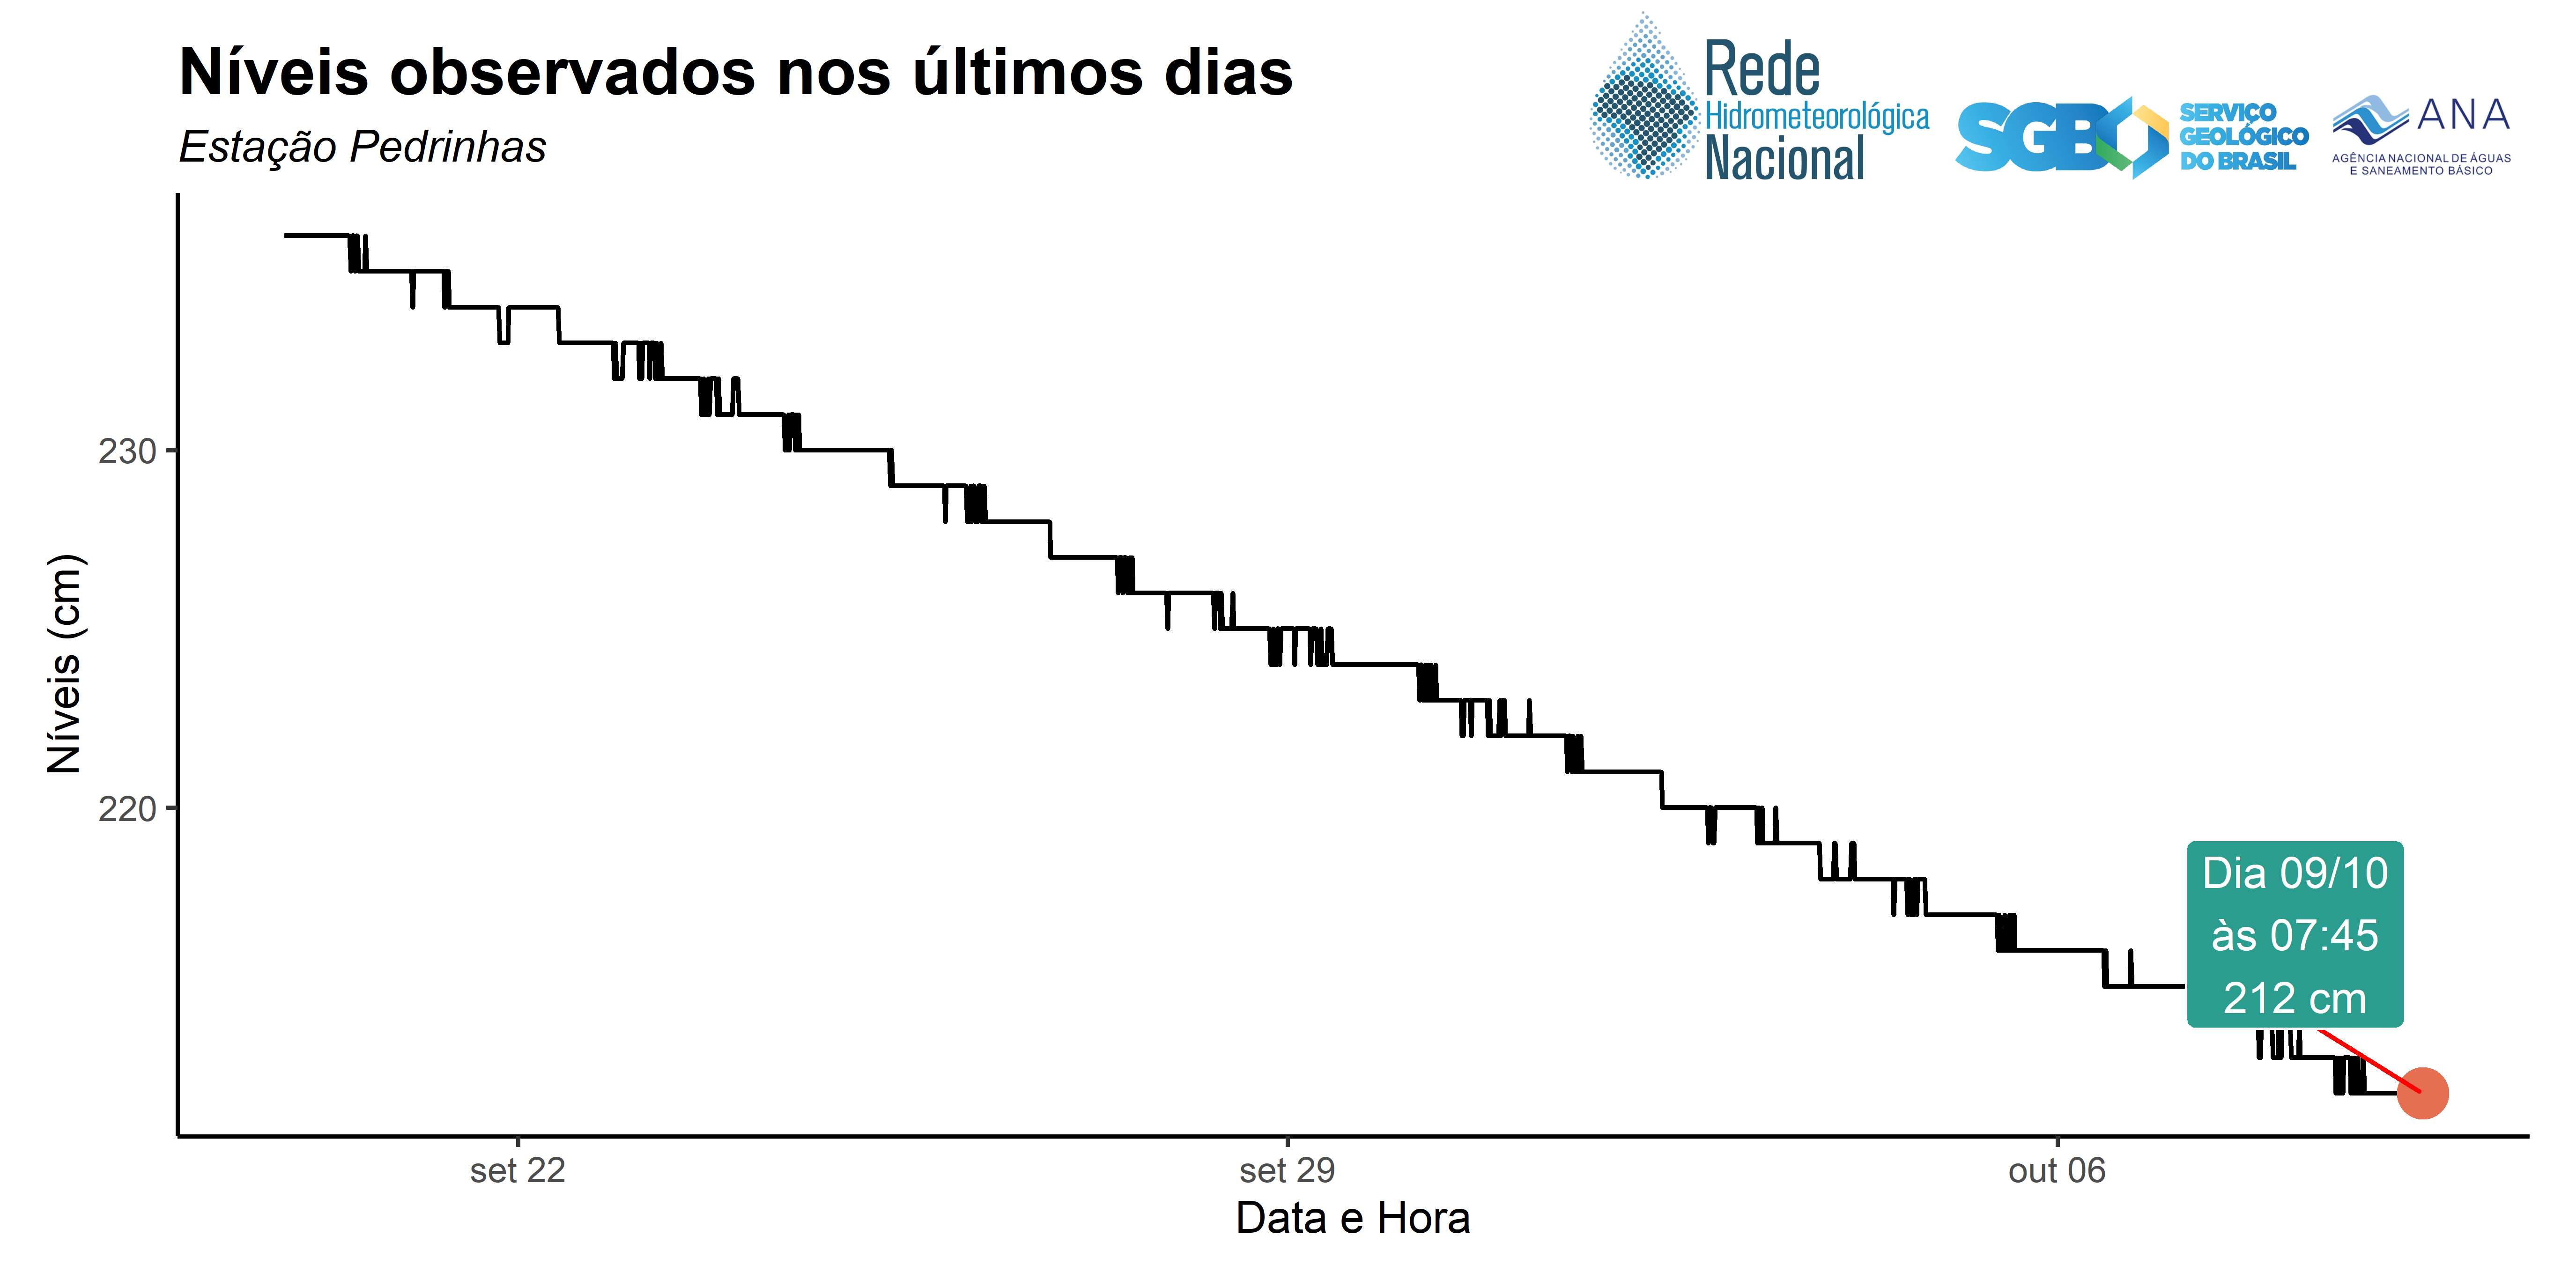 Níveis observados nos últimos dias
Estação Pedrinhas
Rede
Hidrometeorológica
Nacional
SGB
SERVIÇO
GEOLÓGICO
DO BRASIL
ANA
AGÊNCIA NACIONAL DE ÁGUAS
E SANEAMENTO BÁSICO
Níveis (cm)
230
220
Dia 09/10
às 07:45
212 cm
set 22
set 29
out 06
Data e Hora